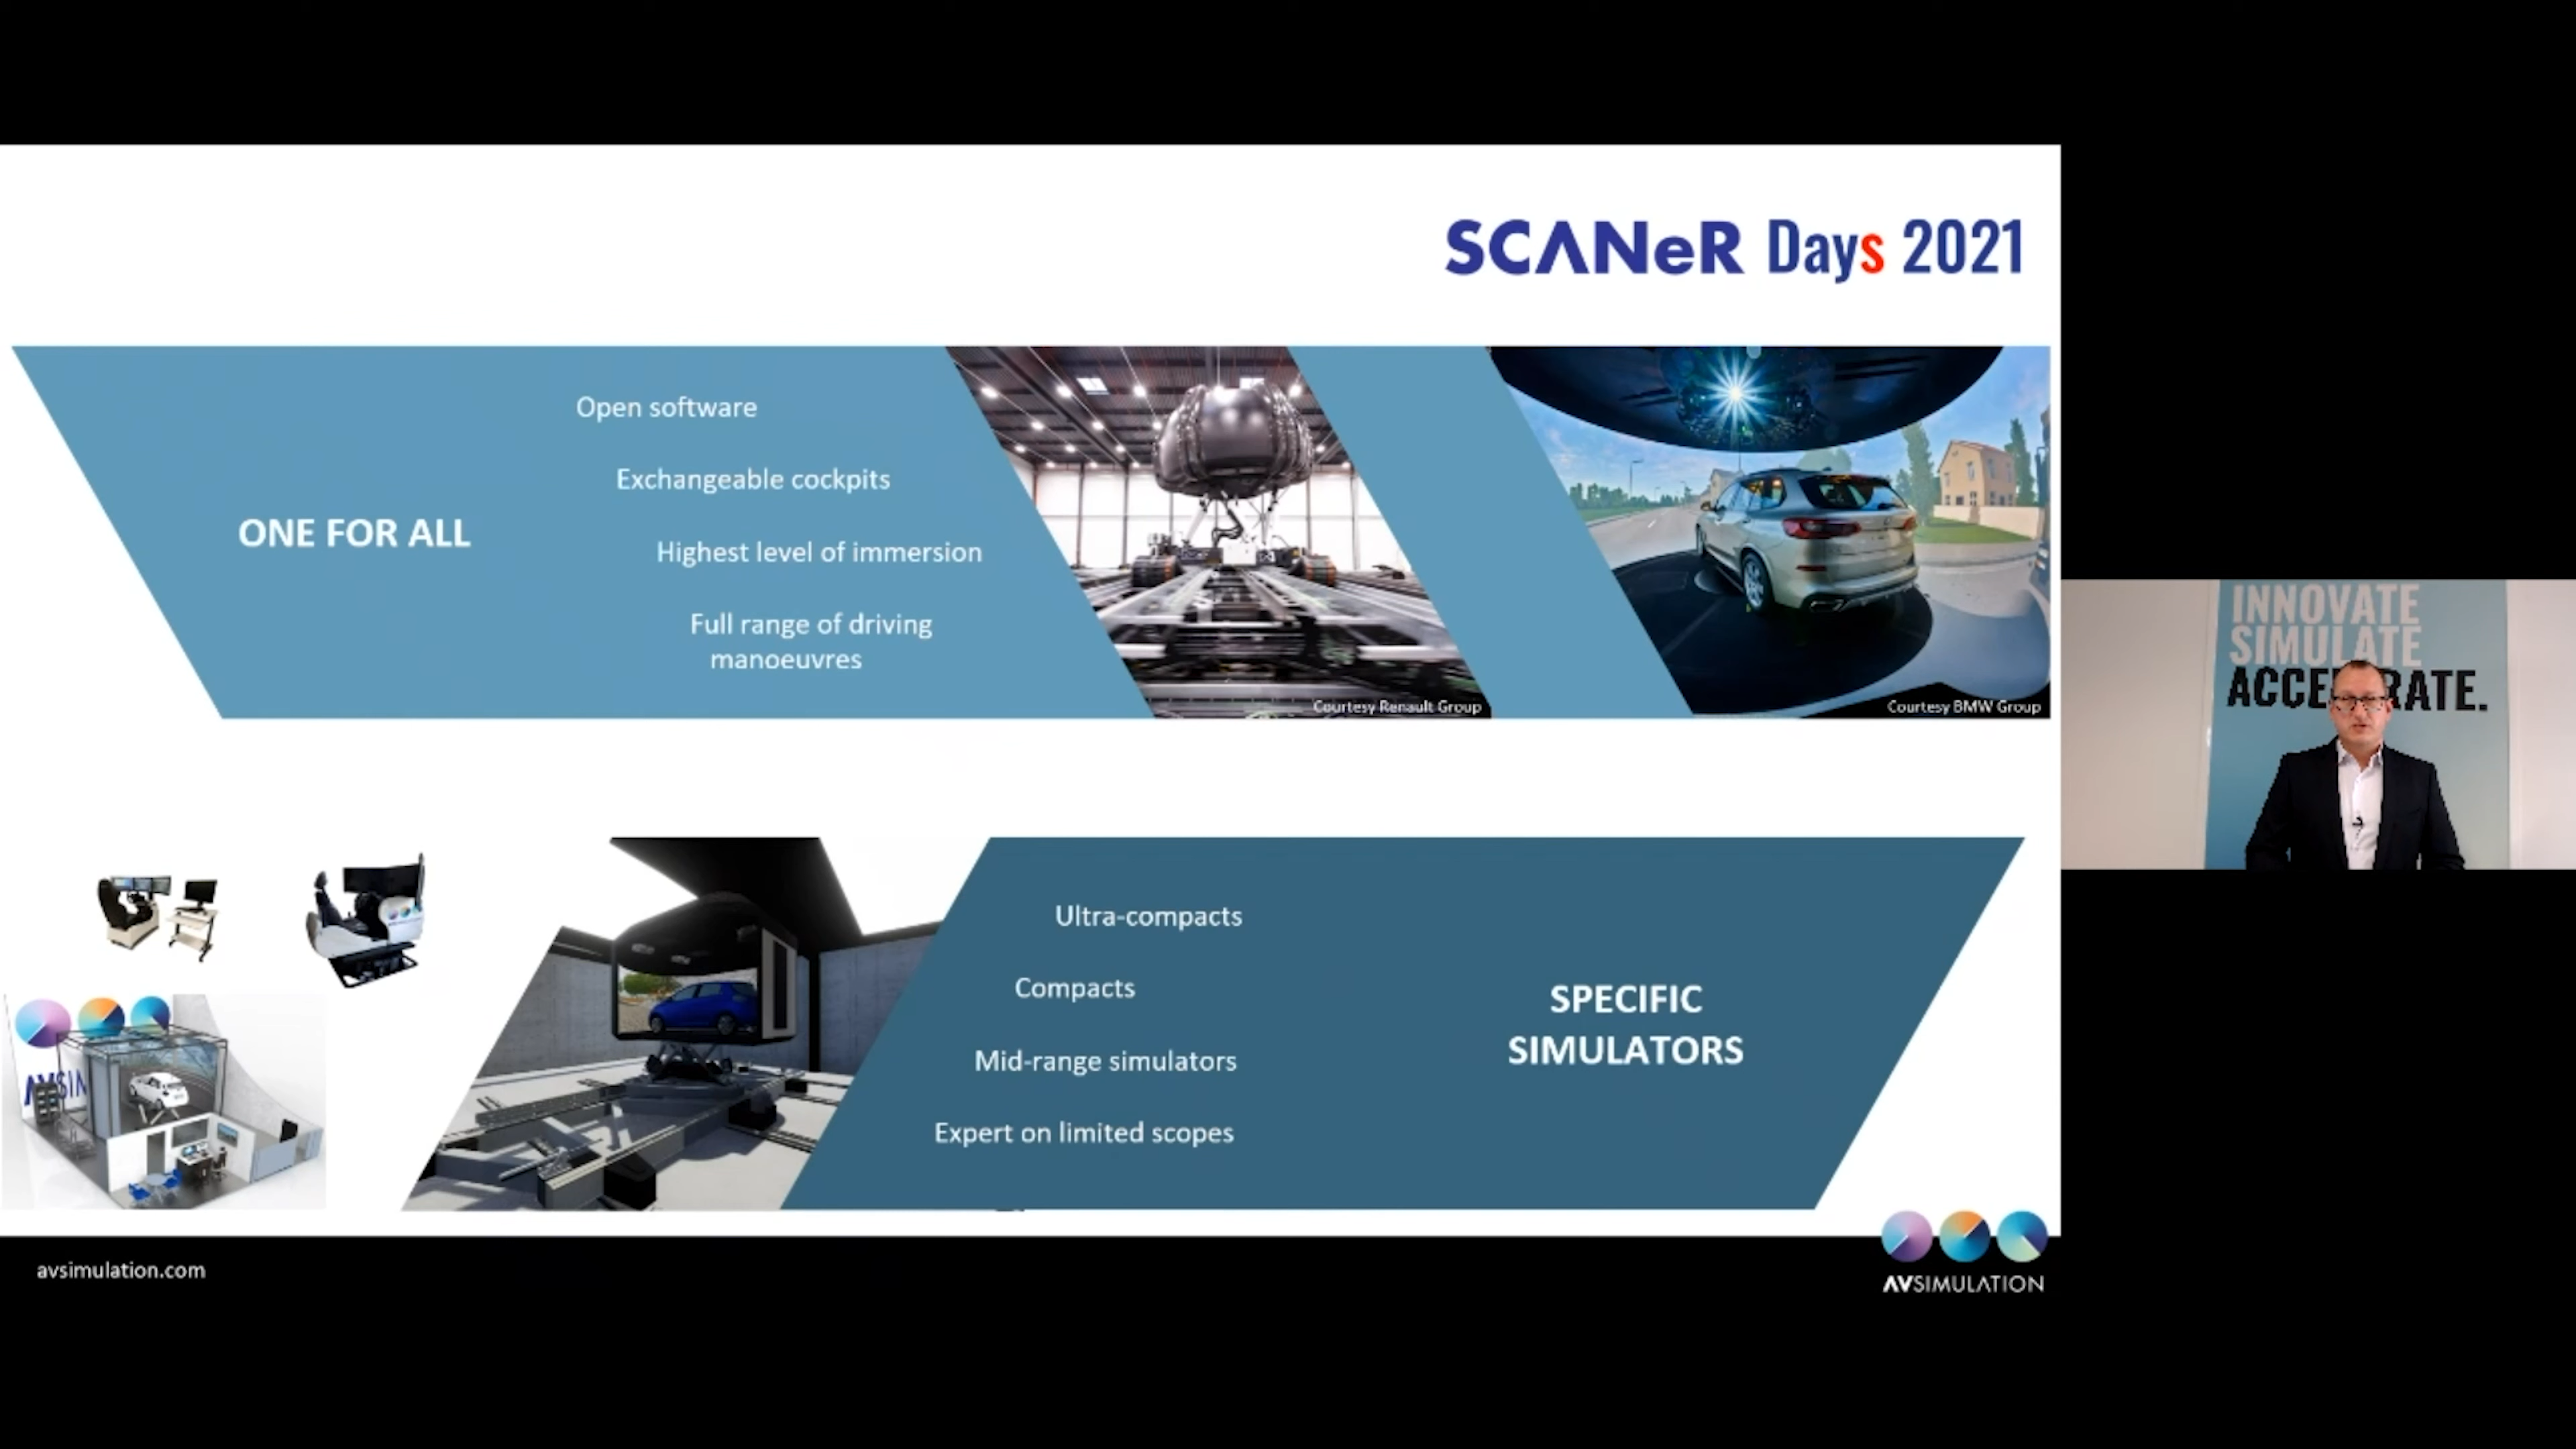 SCANeR Days 2021
ONE FOR ALL
Open software
Exchangeable cockpits
Highest level of immersion
Full range of driving
manoeuvres
Courtesy Renault Group
Courtesy BMW Group
INNOVATE
SIMULATE
Ultra-compacts
Compacts
Mid-range simulators
Expert on limited scopes
SPECIFIC
SIMULATORS
avsimulation.com
AVSIMULATION